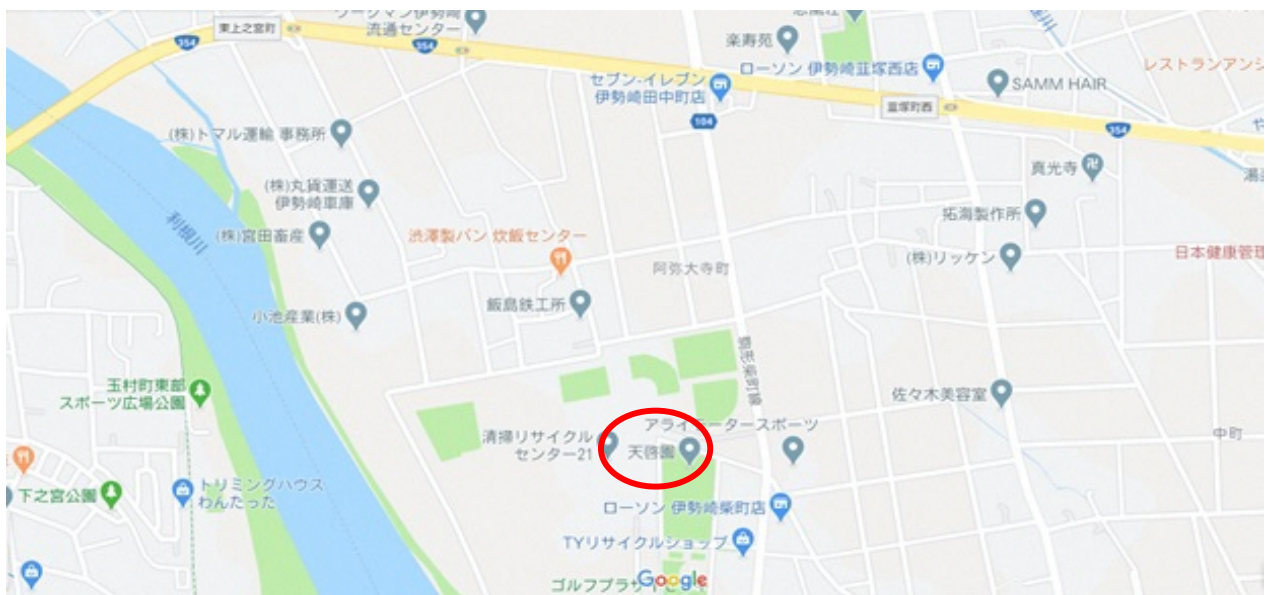 ワークマン伊勢崎
流通センター
東上之宮町
354
354
楽寿苑
ローソン 伊勢崎韮塚西店
セブン-イレブン
伊勢崎田中町店
レストランアンシ
SAMM HAIR
韮塚町西
104
354
(株)トマル運輸 事務所
真光寺
(株)丸貨運送
伊勢崎車庫
利根川
(株)宮田畜産
渋澤製パン 炊飯センター
拓海製作所
阿弥大寺町
(株)リッケン
日本健康管理
飯島鉄工所
小池産業(株)
玉村町東部
スポーツ広場公園
佐々木美容室
アライモータースポーツ
清掃リサイクル
センター21
天啓園
中町
トリミングハウス
わんたった
下之宮公園
ローソン 伊勢崎柴町店
TYリサイクルショップ
Google